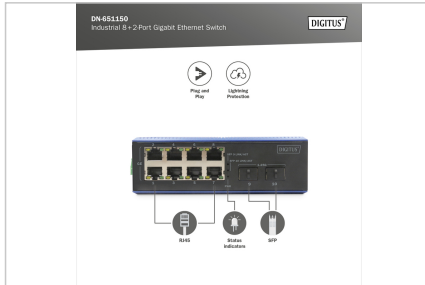 DN-651150
Industrial 8+2-Port Gigabit Ethernet Switch
DIGITUS®
Plug and
Play
Lightning
Protection
DIGITUS
RJ45
Status
Indicators
SFP